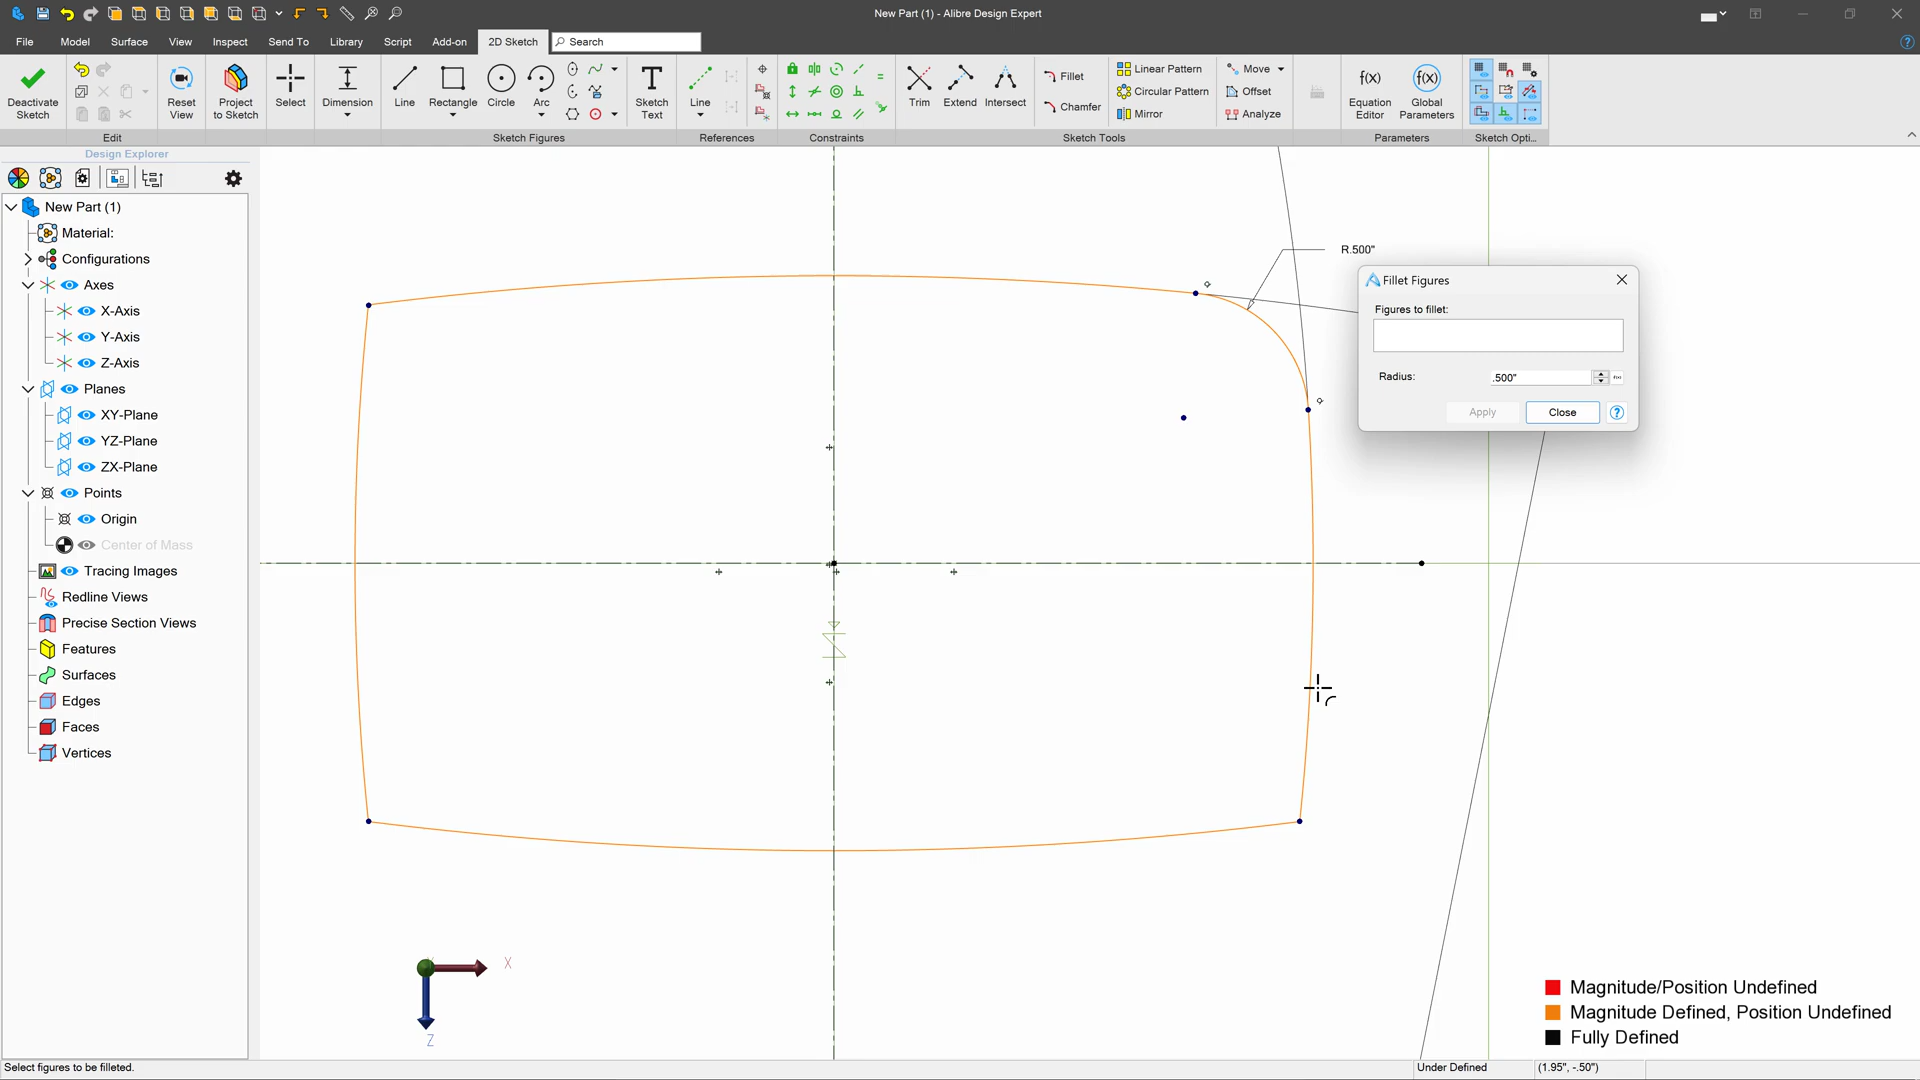 New Part (1) - Alibre Design Expert
File Model Surface View Inspect Send To Library Script Add-on 2D Sketch Search
Deactivate Sketch
Edit
Reset View
Project to Sketch
Select
Dimension
Line
Rectangle
Circle
Arc
Sketch Text
Sketch Figures
Line
References
Constraints
Trim
Extend
Intersect
Fillet
Chamfer
Linear Pattern
Circular Pattern
Mirror
Move
Offset
Analyze
Sketch Tools
f(x)
Equation Editor
f(x)
Global Parameters
Parameters
Sketch Opti...
Design Explorer
New Part (1)
Material:
Configurations
Axes
X-Axis
Y-Axis
Z-Axis
Planes
XY-Plane
YZ-Plane
ZX-Plane
Points
Origin
Center of Mass
Tracing Images
Redline Views
Precise Section Views
Features
Surfaces
Edges
Faces
Vertices
R.500"
Fillet Figures
Figures to fillet:
Radius: .500"
Apply Close ?
X
Z
Magnitude/Position Undefined
Magnitude Defined, Position Undefined
Fully Defined
Select figures to be filleted.
Under Defined
(1.95", -.50")